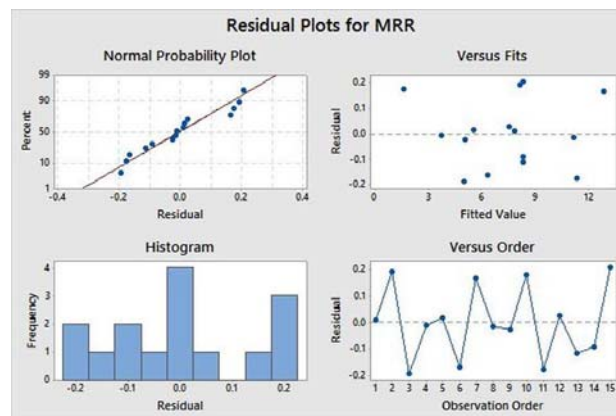 Residual Plots for MRR
Normal Probability Plot
99
90
50
10
1
-0.4 -0.2 0.0 0.2 0.4
Percent
Residual
Versus Fits
0.2
0.1
0.0
-0.1
-0.2
0 3 6 9 12
Residual
Fitted Value
Histogram
4
3
2
1
0
-0.2 -0.1 0.0 0.1 0.2
Frequency
Residual
Versus Order
0.2
0.1
0.0
-0.1
-0.2
1 2 3 4 5 6 7 8 9 10 11 12 13 14 15
Residual
Observation Order